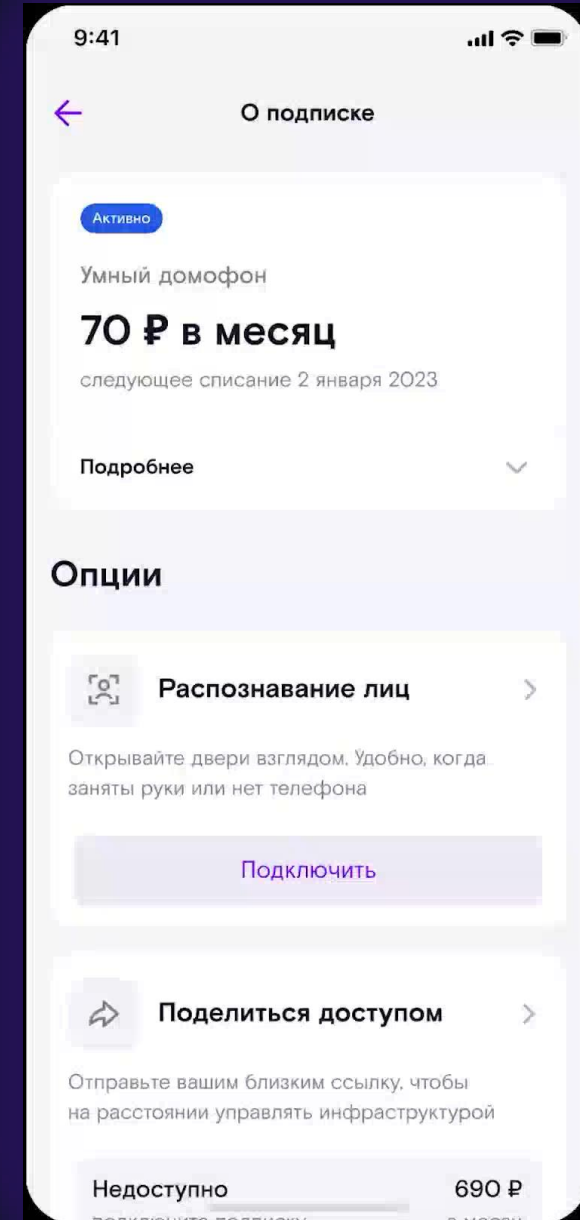 9:41
О подписке
Активно
Умный домофон
70 ₽ в месяц
следующее списание 2 января 2023
Подробнее
Опции
Распознавание лиц
Открывайте двери взглядом. Удобно, когда
заняты руки или нет телефона
Подключить
Поделиться доступом
Отправьте вашим близким ссылку, чтобы
на расстоянии управлять инфраструктурой
Недоступно 690 ₽